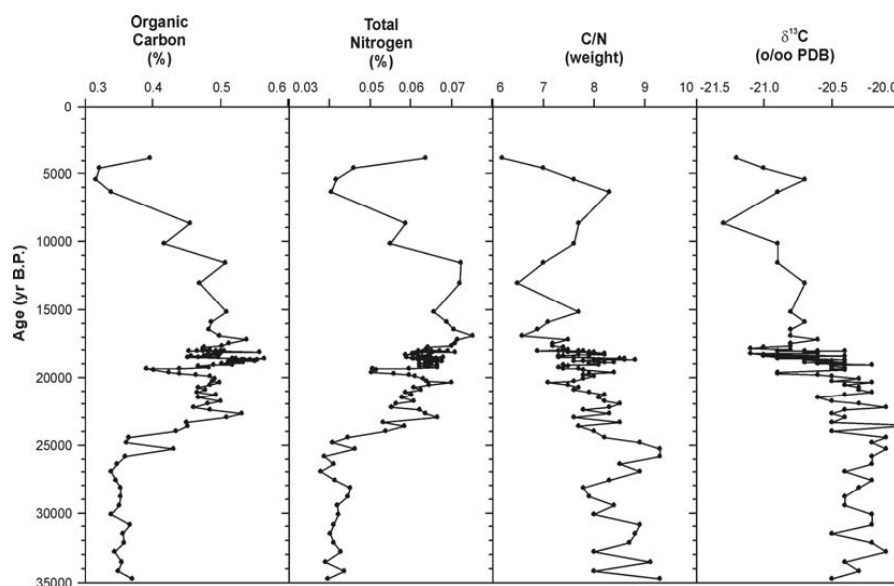 Organic
Carbon
(%)
Total
Nitrogen
(%)
C/N
(weight)
δ¹³C
(o/oo PDB)
0.3 0.4 0.5 0.6
0.03 0.05 0.07
6 7 8 9 10
-21.5 -21.0 -20.5 -20.0
Age (yr B.P.)
0
5000
10000
15000
20000
25000
30000
35000